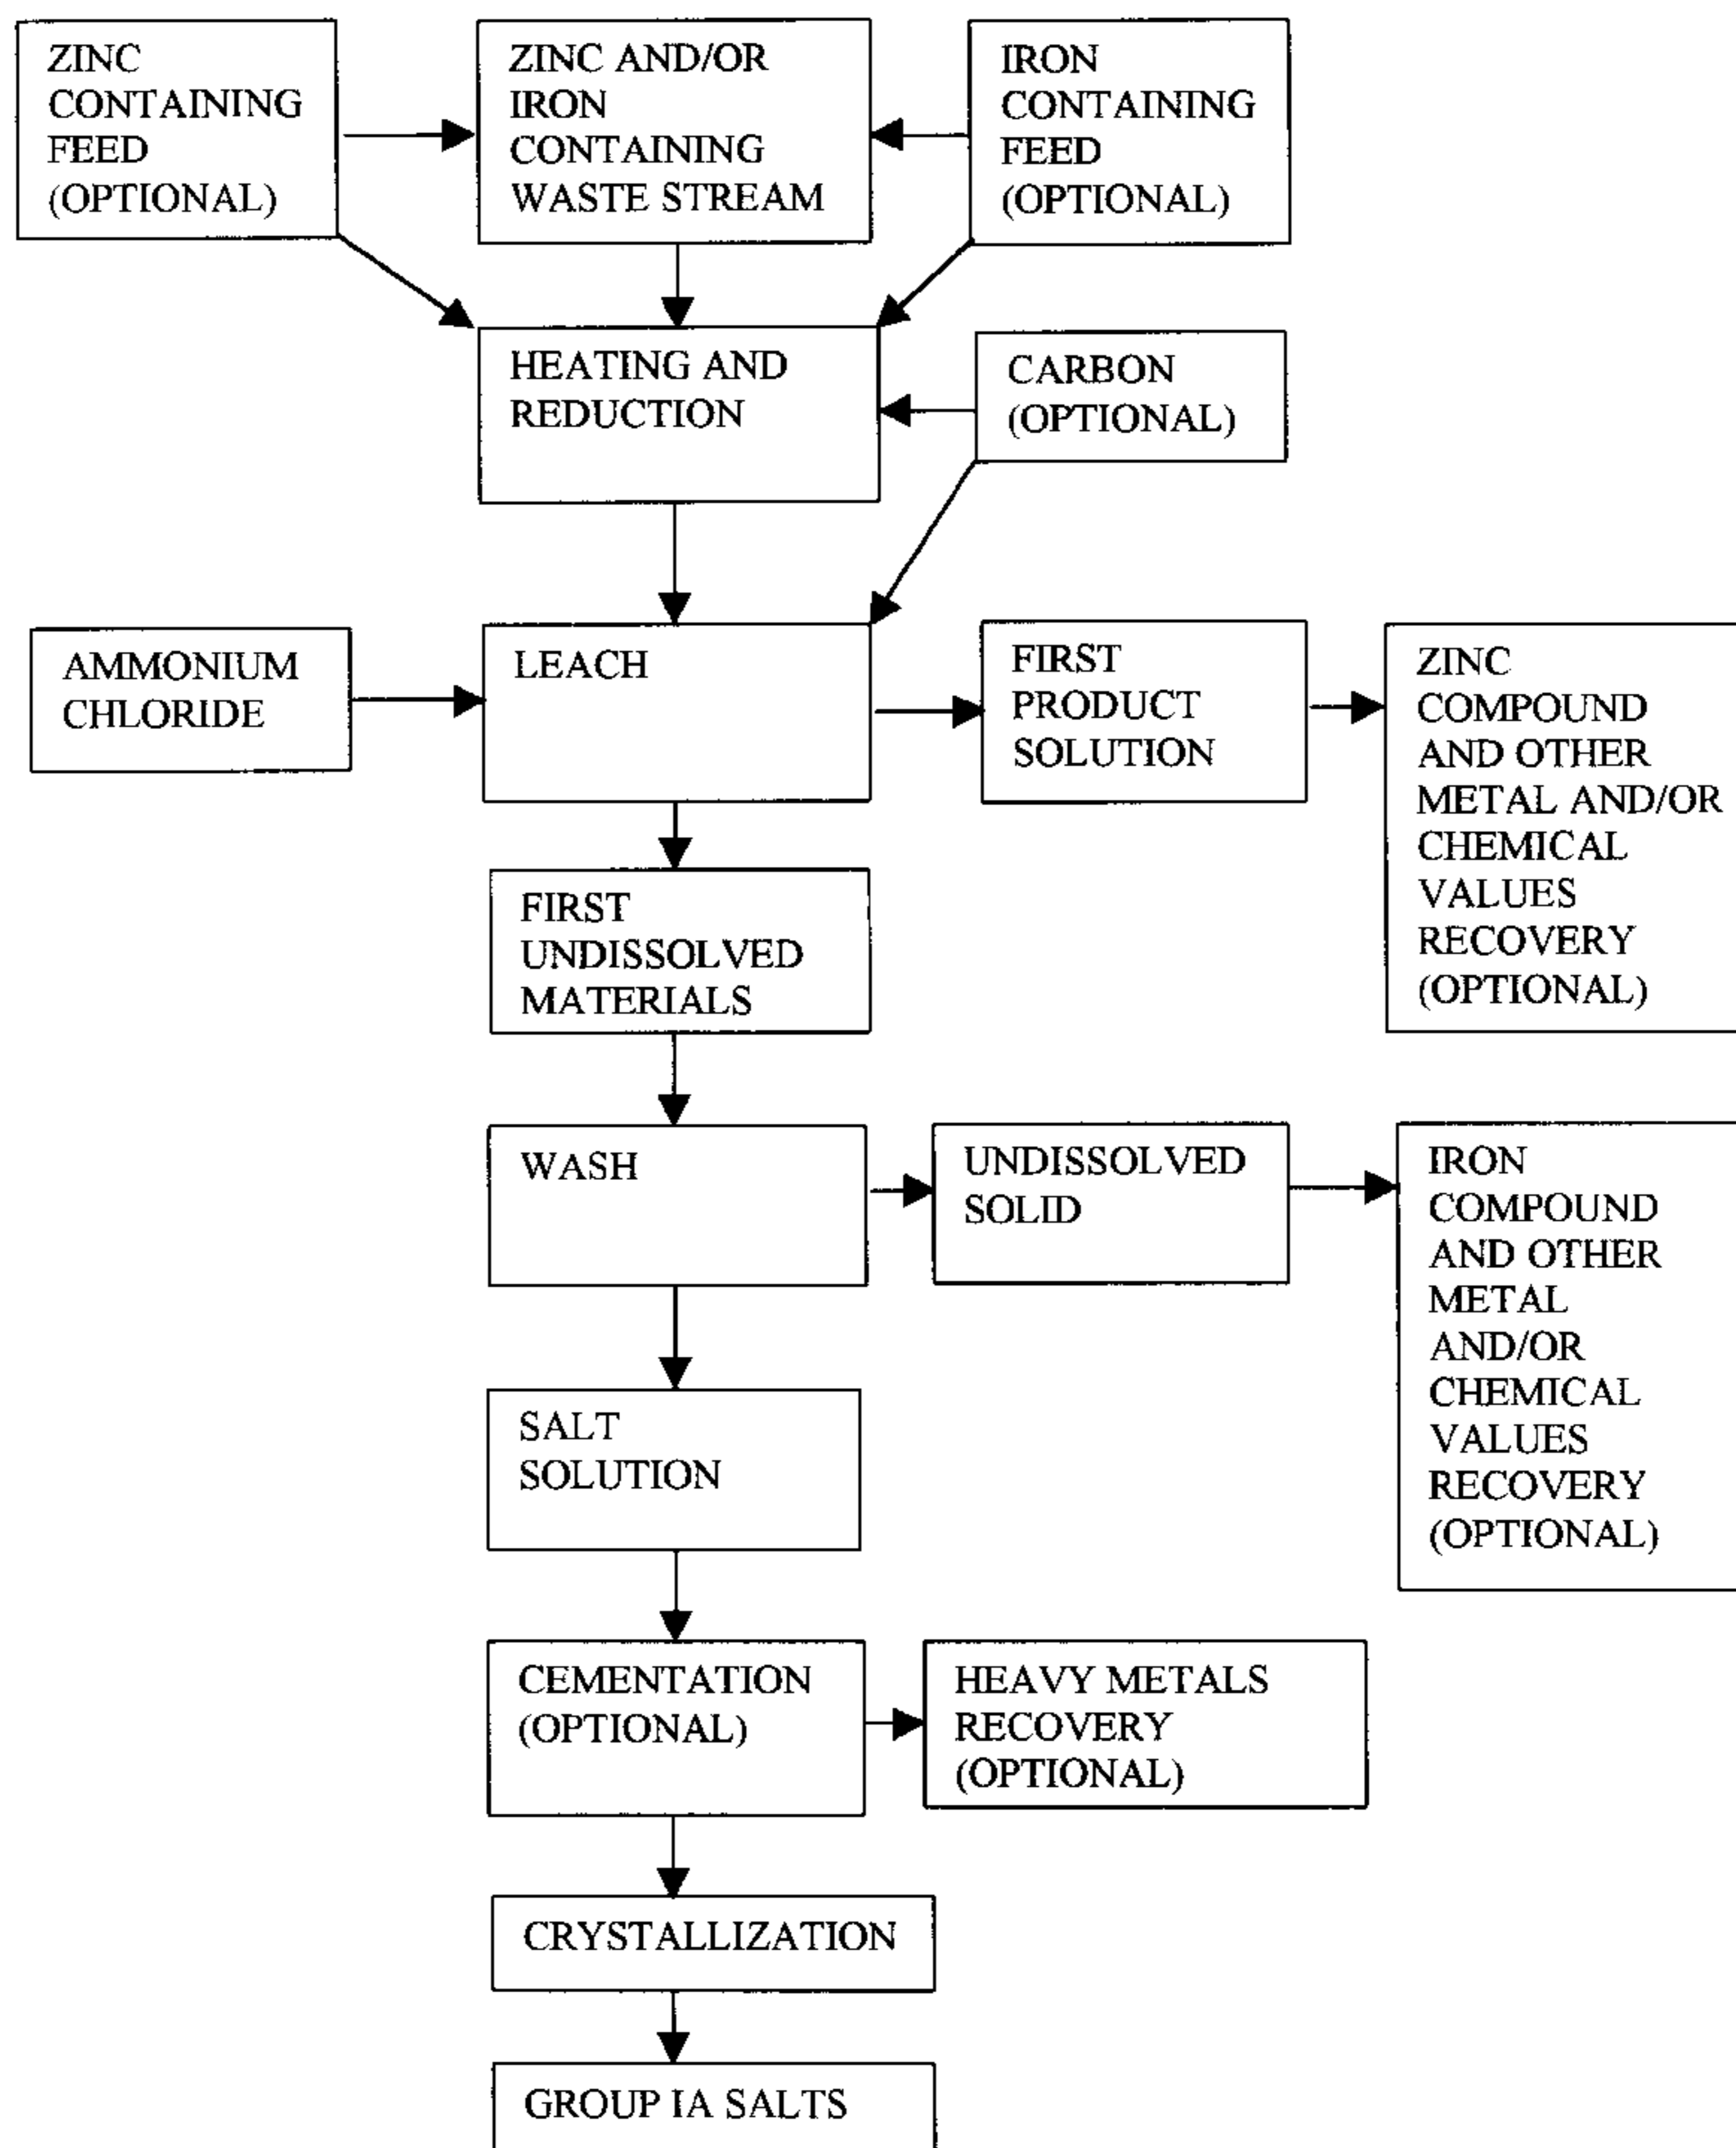 ZINC
CONTAINING
FEED
(OPTIONAL)
ZINC AND/OR
IRON
CONTAINING
WASTE STREAM
IRON
CONTAINING
FEED
(OPTIONAL)
HEATING AND
REDUCTION
CARBON
(OPTIONAL)
AMMONIUM
CHLORIDE
LEACH
FIRST
PRODUCT
SOLUTION
ZINC
COMPOUND
AND OTHER
METAL AND/OR
CHEMICAL
VALUES
RECOVERY
(OPTIONAL)
FIRST
UNDISSOLVED
MATERIALS
WASH
UNDISSOLVED
SOLID
IRON
COMPOUND
AND OTHER
METAL
AND/OR
CHEMICAL
VALUES
RECOVERY
(OPTIONAL)
SALT
SOLUTION
CEMENTATION
(OPTIONAL)
HEAVY METALS
RECOVERY
(OPTIONAL)
CRYSTALLIZATION
GROUP IA SALTS